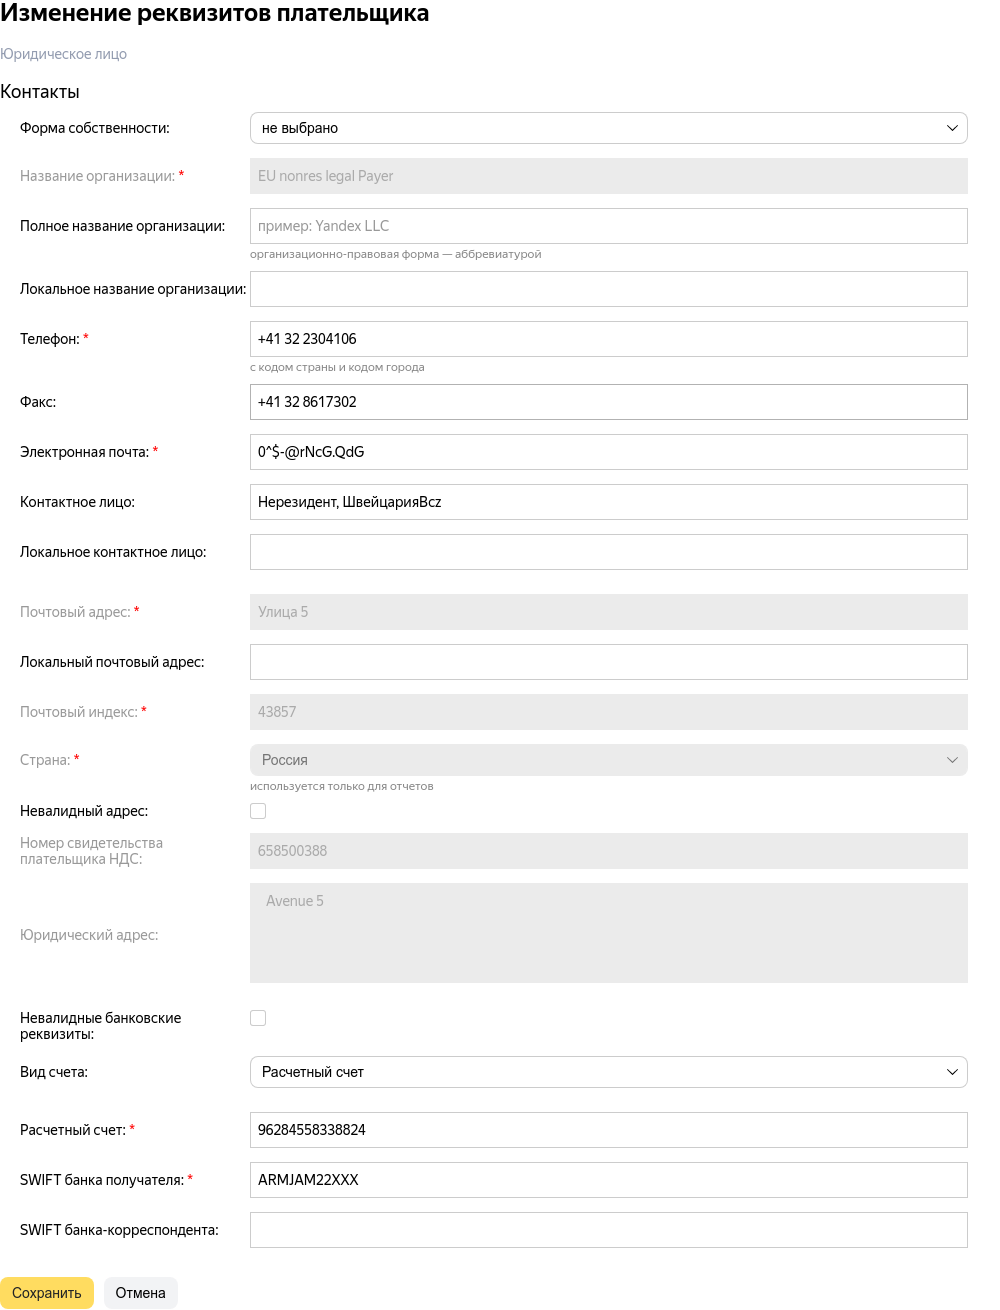 Изменение реквизитов плательщика
Юридическое лицо
Контакты
Форма собственности: не выбрано
Название организации: * EU nonres legal Payer
Полное название организации: пример: Yandex LLC
организационно-правовая форма — аббревиатурой
Локальное название организации:
Телефон: * +41 32 2304106
с кодом страны и кодом города
Факс: +41 32 8617302
Электронная почта: * 0^$-@rNcG.QdG
Контактное лицо: Нерезидент, ШвейцарияBcz
Локальное контактное лицо:
Почтовый адрес: * Улица 5
Локальный почтовый адрес:
Почтовый индекс: * 43857
Страна: * Россия
используется только для отчетов
Невалидный адрес:
Номер свидетельства
плательщика НДС: 658500388
Avenue 5
Юридический адрес:
Невалидные банковские
реквизиты:
Вид счета: Расчетный счет
Расчетный счет: * 96284558338824
SWIFT банка получателя: * ARMJAM22XXX
SWIFT банка-корреспондента:
Сохранить Отмена